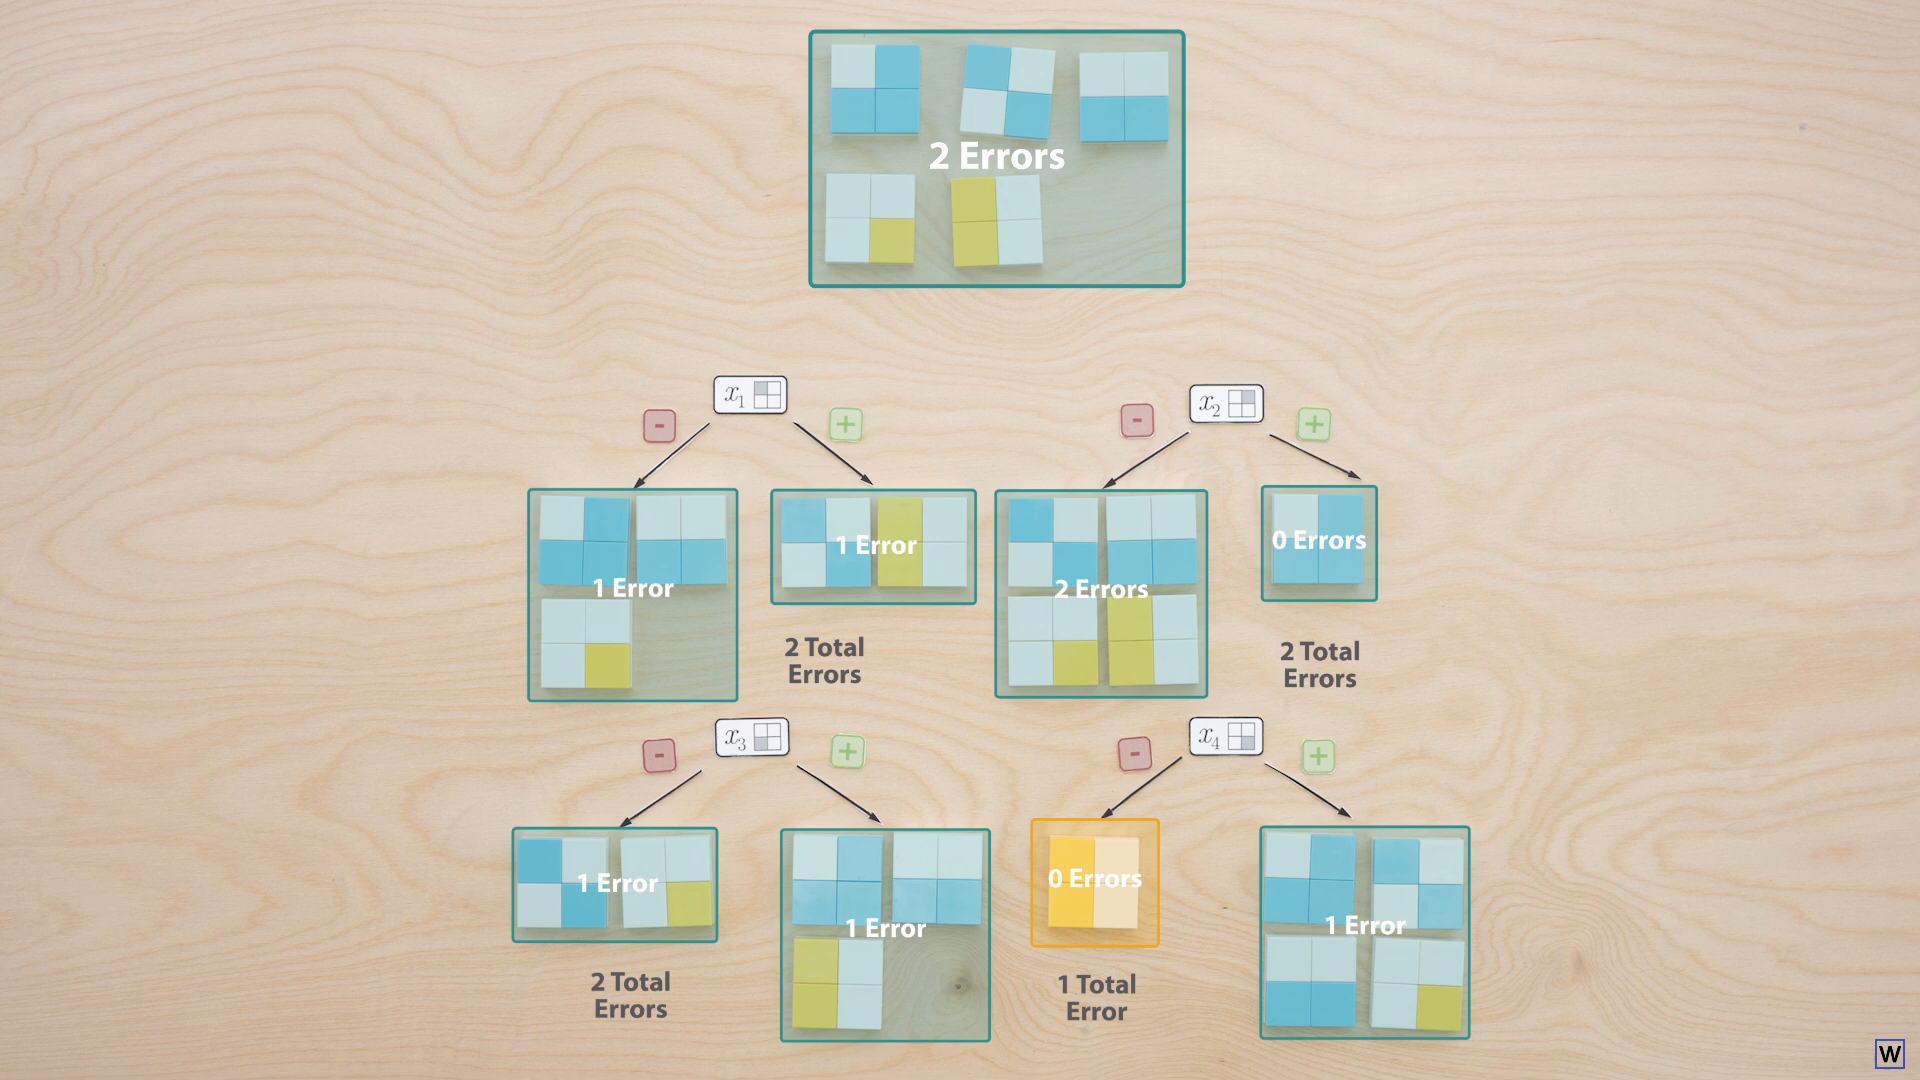 2 Errors
x1
-
+
x2
-
+
1 Error
1 Error
2 Errors
0 Errors
2 Total
Errors
2 Total
Errors
x3
-
+
x4
-
+
1 Error
1 Error
0 Errors
1 Error
2 Total
Errors
1 Total
Error
W